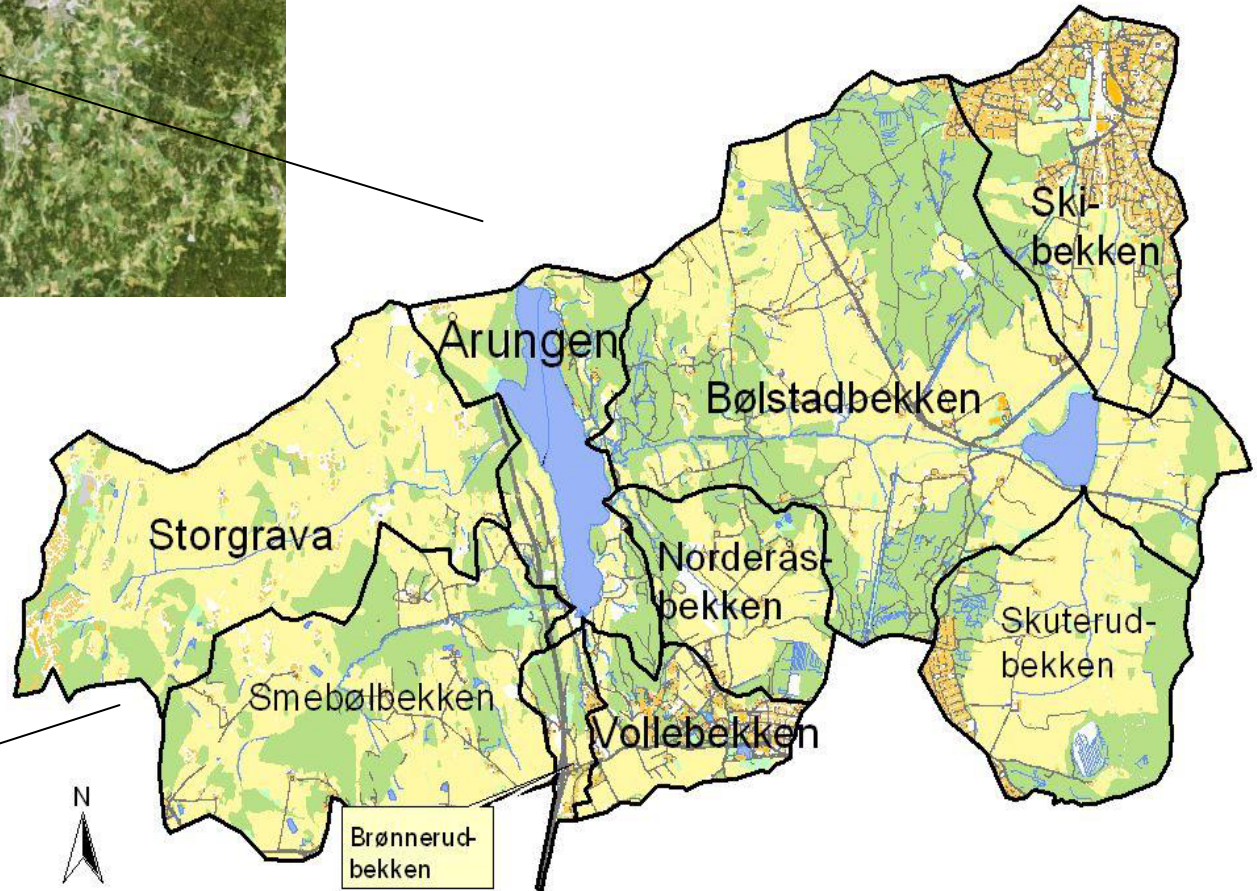 Ski-
bekken
Årungen
Bølstadbekken
Storgrava
Norderås-
bekken
Skuterud-
bekken
Smebølbekken
Vollebekken
N
Brønnerud-
bekken